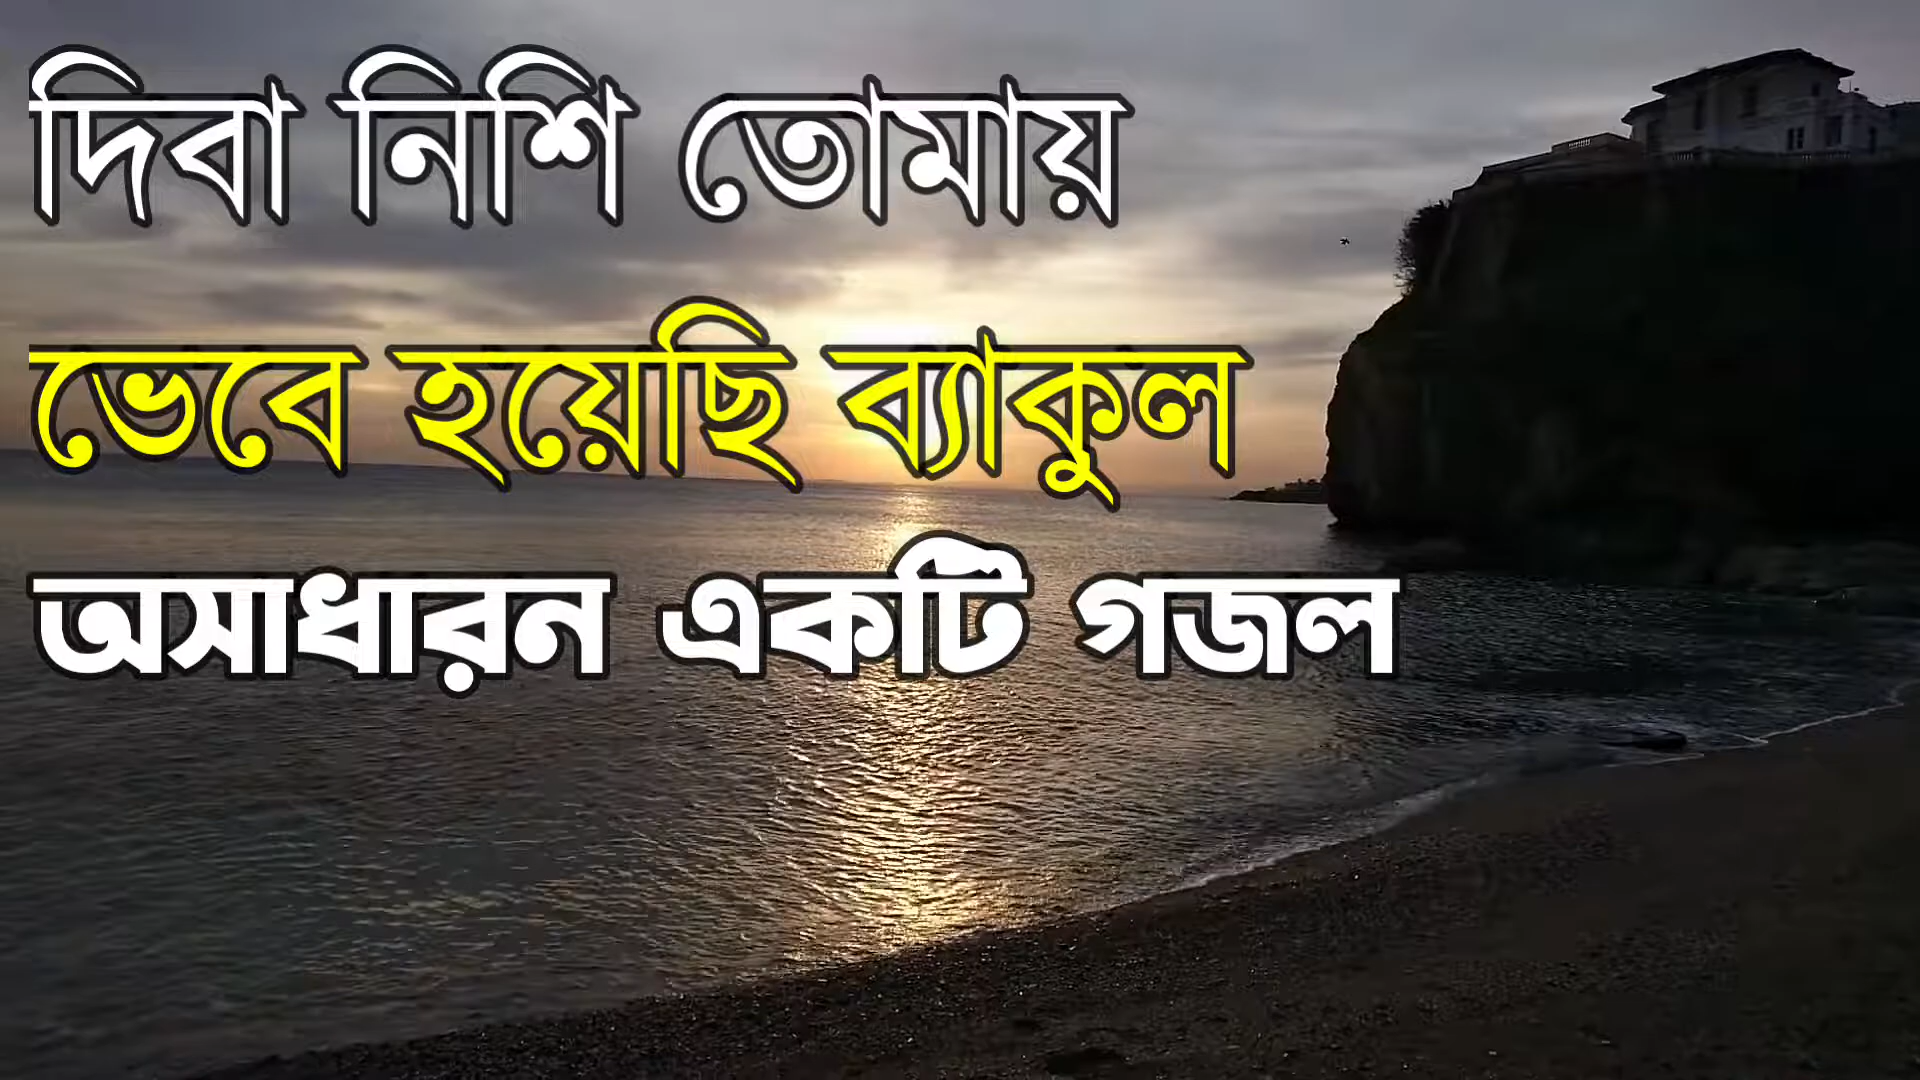 দিবা নিশি তোমায়
ভেবে হয়েছি ব্যাকুল
অসাধারন একটি গজল